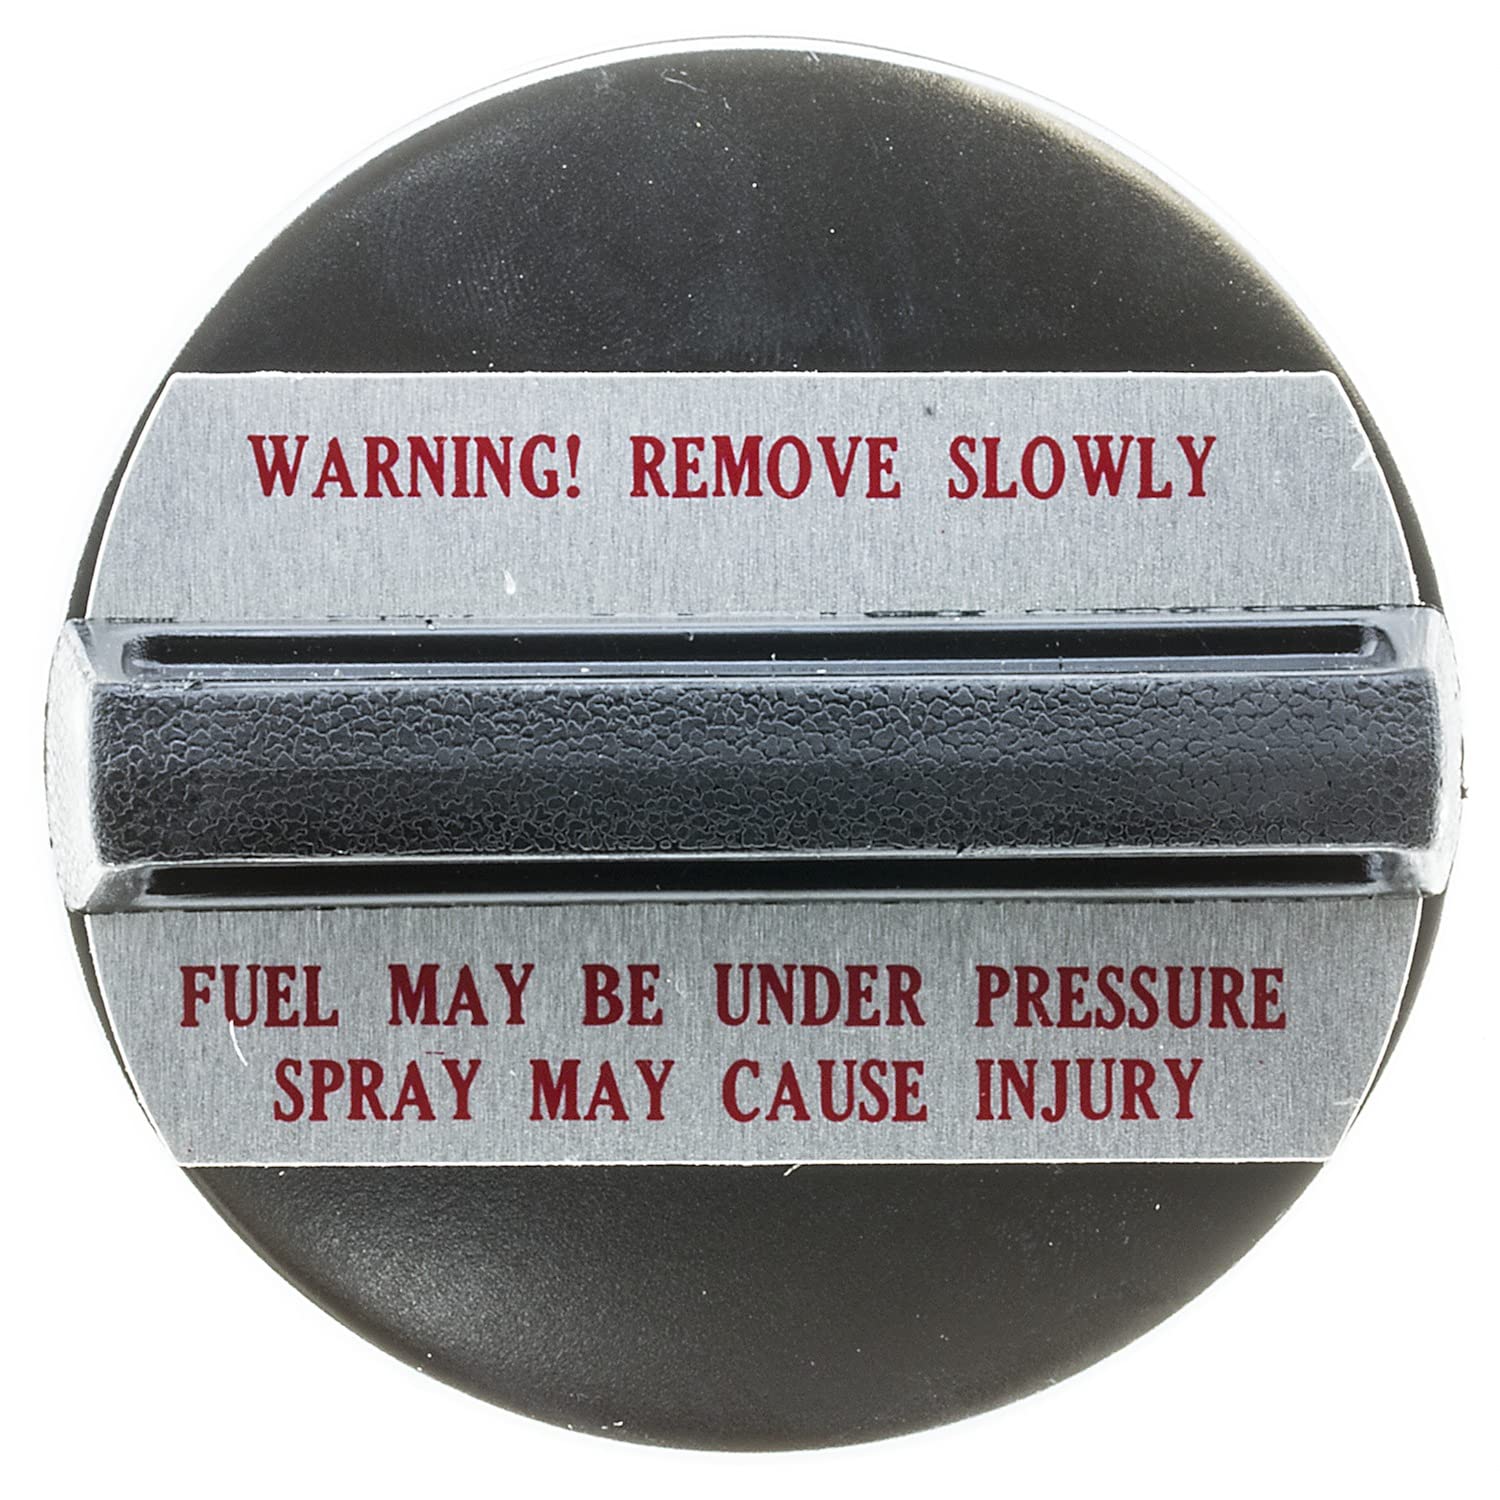 WARNING! REMOVE SLOWLY
FUEL MAY BE UNDER PRESSURE
SPRAY MAY CAUSE INJURY